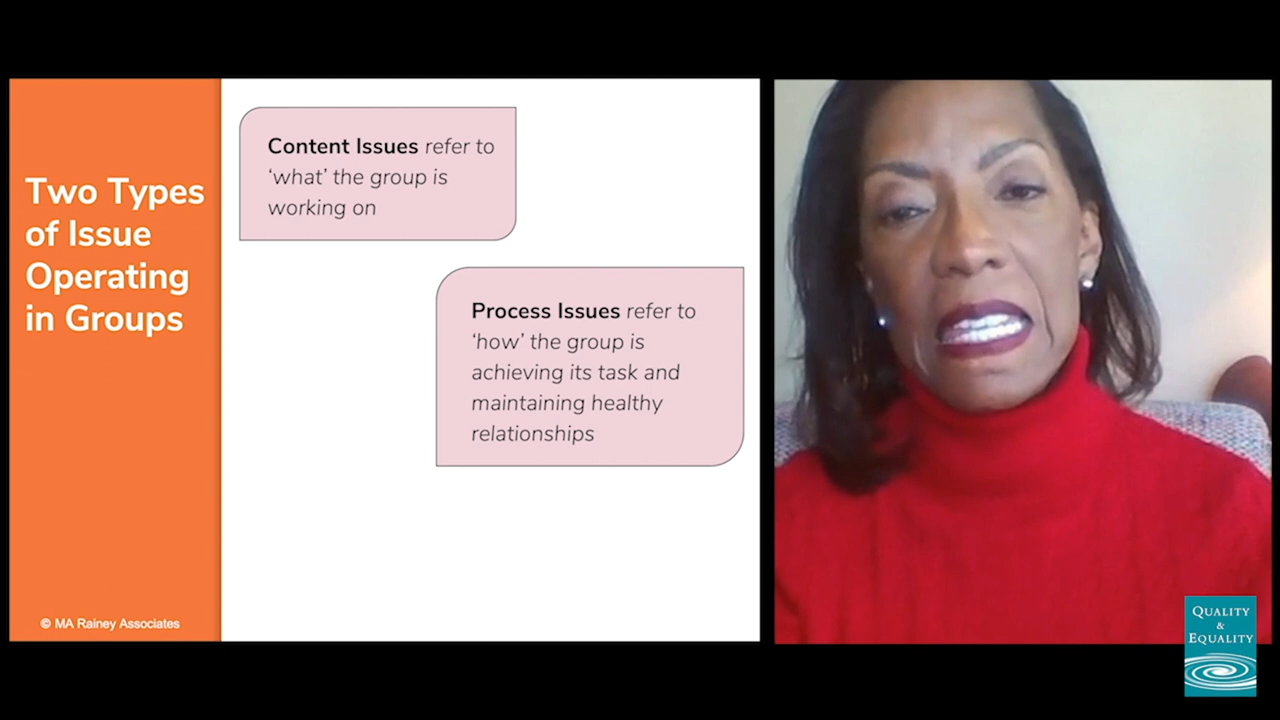 Two Types
of Issue
Operating
in Groups
© MA Rainey Associates
Content Issues refer to
‘what’ the group is
working on
Process Issues refer to
‘how’ the group is
achieving its task and
maintaining healthy
relationships
QUALITY
&
EQUALITY